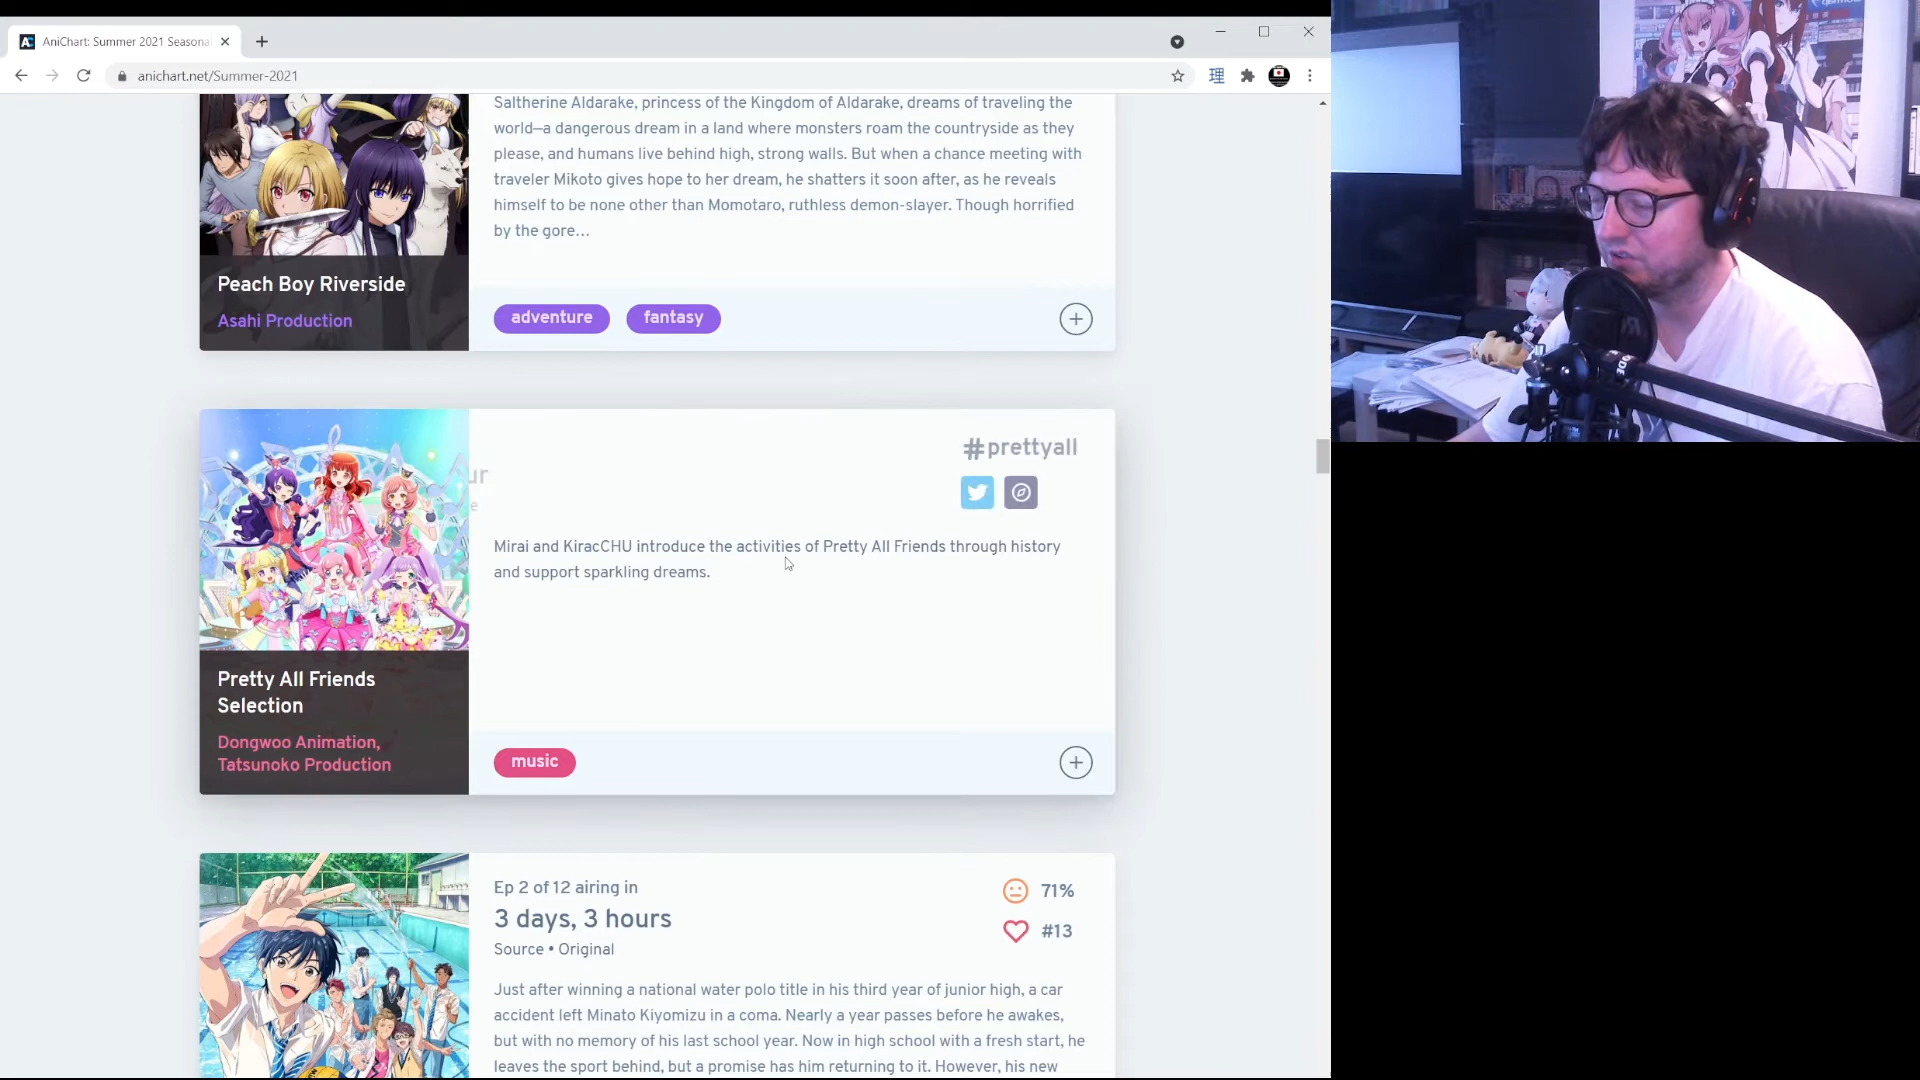 AniChart: Summer 2021 Seasona
anichart.net/Summer-2021
Saltherine Aldarake, princess of the Kingdom of Aldarake, dreams of traveling the
world—a dangerous dream in a land where monsters roam the countryside as they
please, and humans live behind high, strong walls. But when a chance meeting with
traveler Mikoto gives hope to her dream, he shatters it soon after, as he reveals
himself to be none other than Momotaro, ruthless demon-slayer. Though horrified
by the gore…
Peach Boy Riverside
Asahi Production
adventure
fantasy
#prettyall
ur
e
Mirai and KiracCHU introduce the activities of Pretty All Friends through history
and support sparkling dreams.
Pretty All Friends
Selection
Dongwoo Animation,
Tatsunoko Production
music
Ep 2 of 12 airing in
3 days, 3 hours
Source • Original
71%
#13
Just after winning a national water polo title in his third year of junior high, a car
accident left Minato Kiyomizu in a coma. Nearly a year passes before he awakes,
but with no memory of his last school year. Now in high school with a fresh start, he
leaves the sport behind, but a promise has him returning to it. However, his new